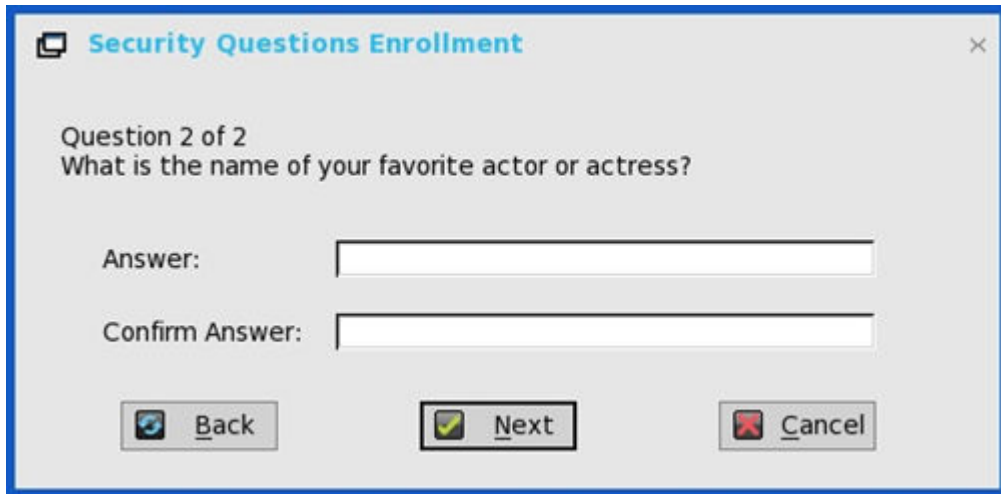 Security Questions Enrollment
Question 2 of 2
What is the name of your favorite actor or actress?
Answer:
Confirm Answer:
Back Next Cancel